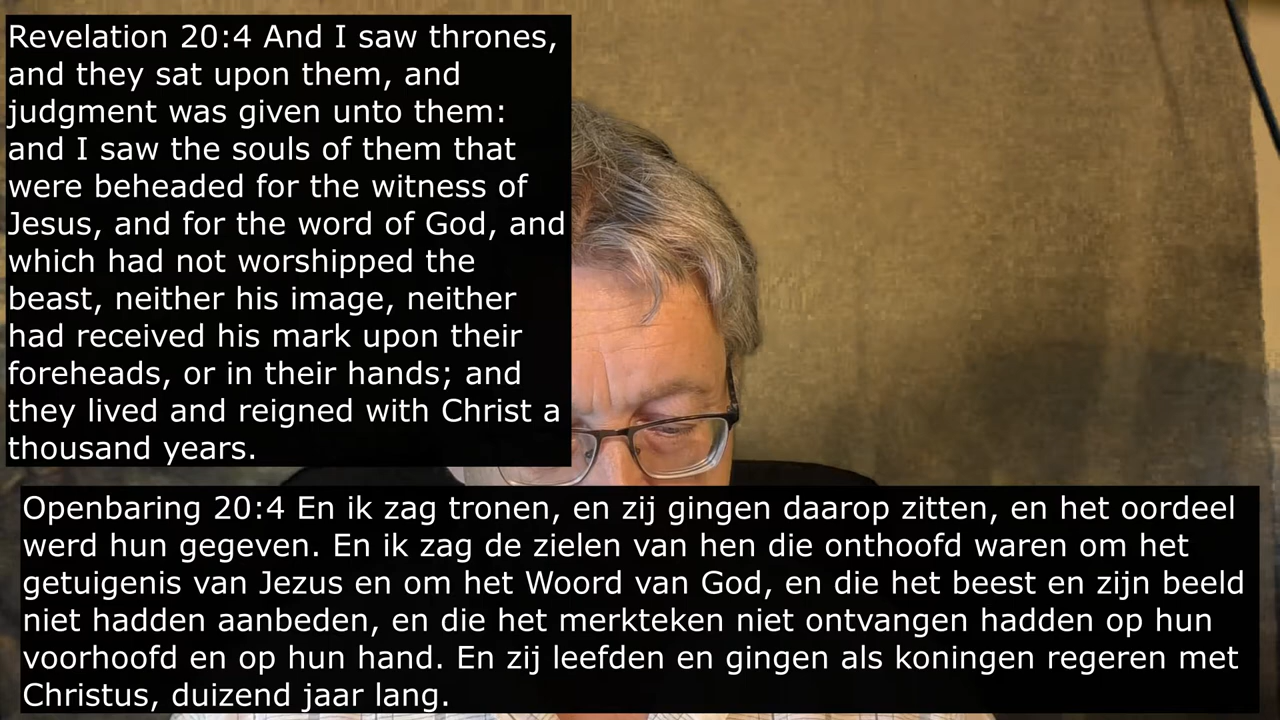 Revelation 20:4 And I saw thrones,
and they sat upon them, and
judgment was given unto them:
and I saw the souls of them that
were beheaded for the witness of
Jesus, and for the word of God, and
which had not worshipped the
beast, neither his image, neither
had received his mark upon their
foreheads, or in their hands; and
they lived and reigned with Christ a
thousand years.
Openbaring 20:4 En ik zag tronen, en zij gingen daarop zitten, en het oordeel
werd hun gegeven. En ik zag de zielen van hen die onthoofd waren om het
getuigenis van Jezus en om het Woord van God, en die het beest en zijn beeld
niet hadden aanbeden, en die het merkteken niet ontvangen hadden op hun
voorhoofd en op hun hand. En zij leefden en gingen als koningen regeren met
Christus, duizend jaar lang.